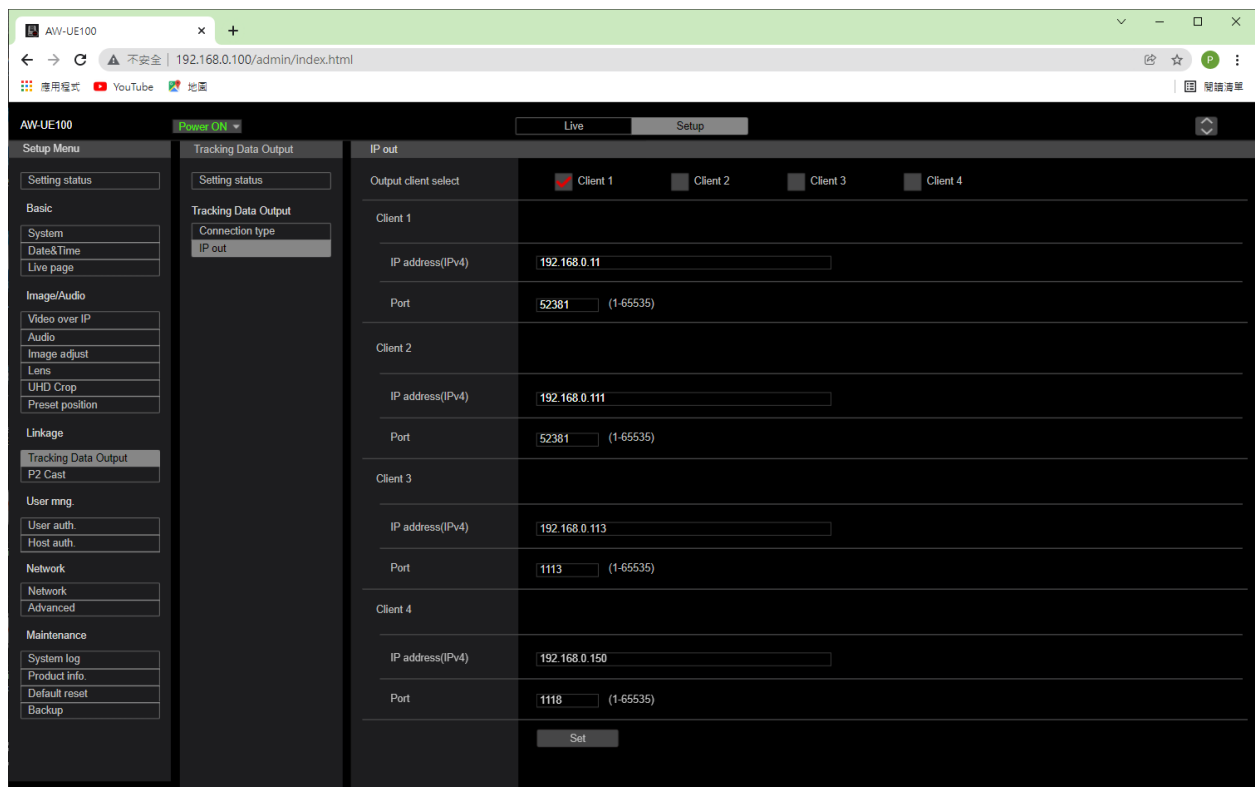 AW-UE100
不安全 | 192.168.0.100/admin/index.html
P
應用程式 YouTube 地圖 閱讀清單
AW-UE100 Power ON Live Setup
Setup Menu
Setting status
Basic
System
Date&Time
Live page
Image/Audio
Video over IP
Audio
Image adjust
Lens
UHD Crop
Preset position
Linkage
Tracking Data Output
P2 Cast
User mng.
User auth.
Host auth.
Network
Network
Advanced
Maintenance
System log
Product info.
Default reset
Backup
Tracking Data Output
Setting status
Tracking Data Output
Connection type
IP out
IP out
Output client select Client 1 Client 2 Client 3 Client 4
Client 1
IP address(IPv4) 192.168.0.11
Port 52381 (1-65535)
Client 2
IP address(IPv4) 192.168.0.111
Port 52381 (1-65535)
Client 3
IP address(IPv4) 192.168.0.113
Port 1113 (1-65535)
Client 4
IP address(IPv4) 192.168.0.150
Port 1118 (1-65535)
Set